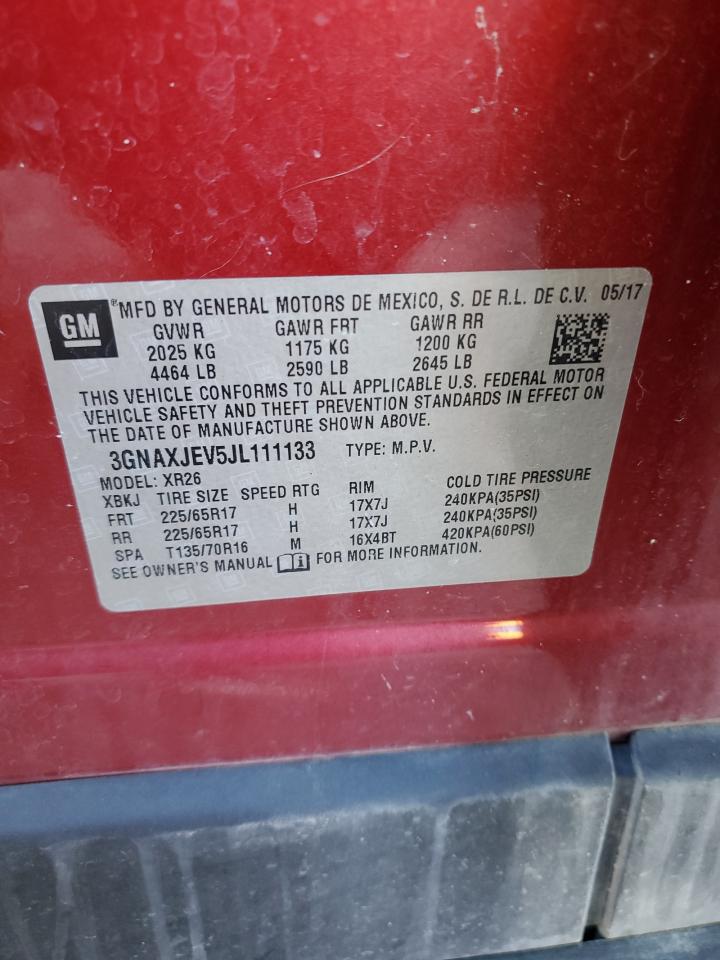 GM ®MFD BY GENERAL MOTORS DE MEXICO, S. DE R.L. DE C.V. 05/17
GVWR GAWR FRT GAWR RR
2025 KG 1175 KG 1200 KG
4464 LB 2590 LB 2645 LB
THIS VEHICLE CONFORMS TO ALL APPLICABLE U.S. FEDERAL MOTOR
VEHICLE SAFETY AND THEFT PREVENTION STANDARDS IN EFFECT ON
THE DATE OF MANUFACTURE SHOWN ABOVE.
3GNAXJEV5JL111133 TYPE: M.P.V.
MODEL: XR26
XBKJ TIRE SIZE SPEED RTG RIM COLD TIRE PRESSURE
FRT 225/65R17 H 17X7J 240KPA(35PSI)
RR 225/65R17 H 17X7J 240KPA(35PSI)
SPA T135/70R16 M 16X4BT 420KPA(60PSI)
SEE OWNER'S MANUAL i FOR MORE INFORMATION.